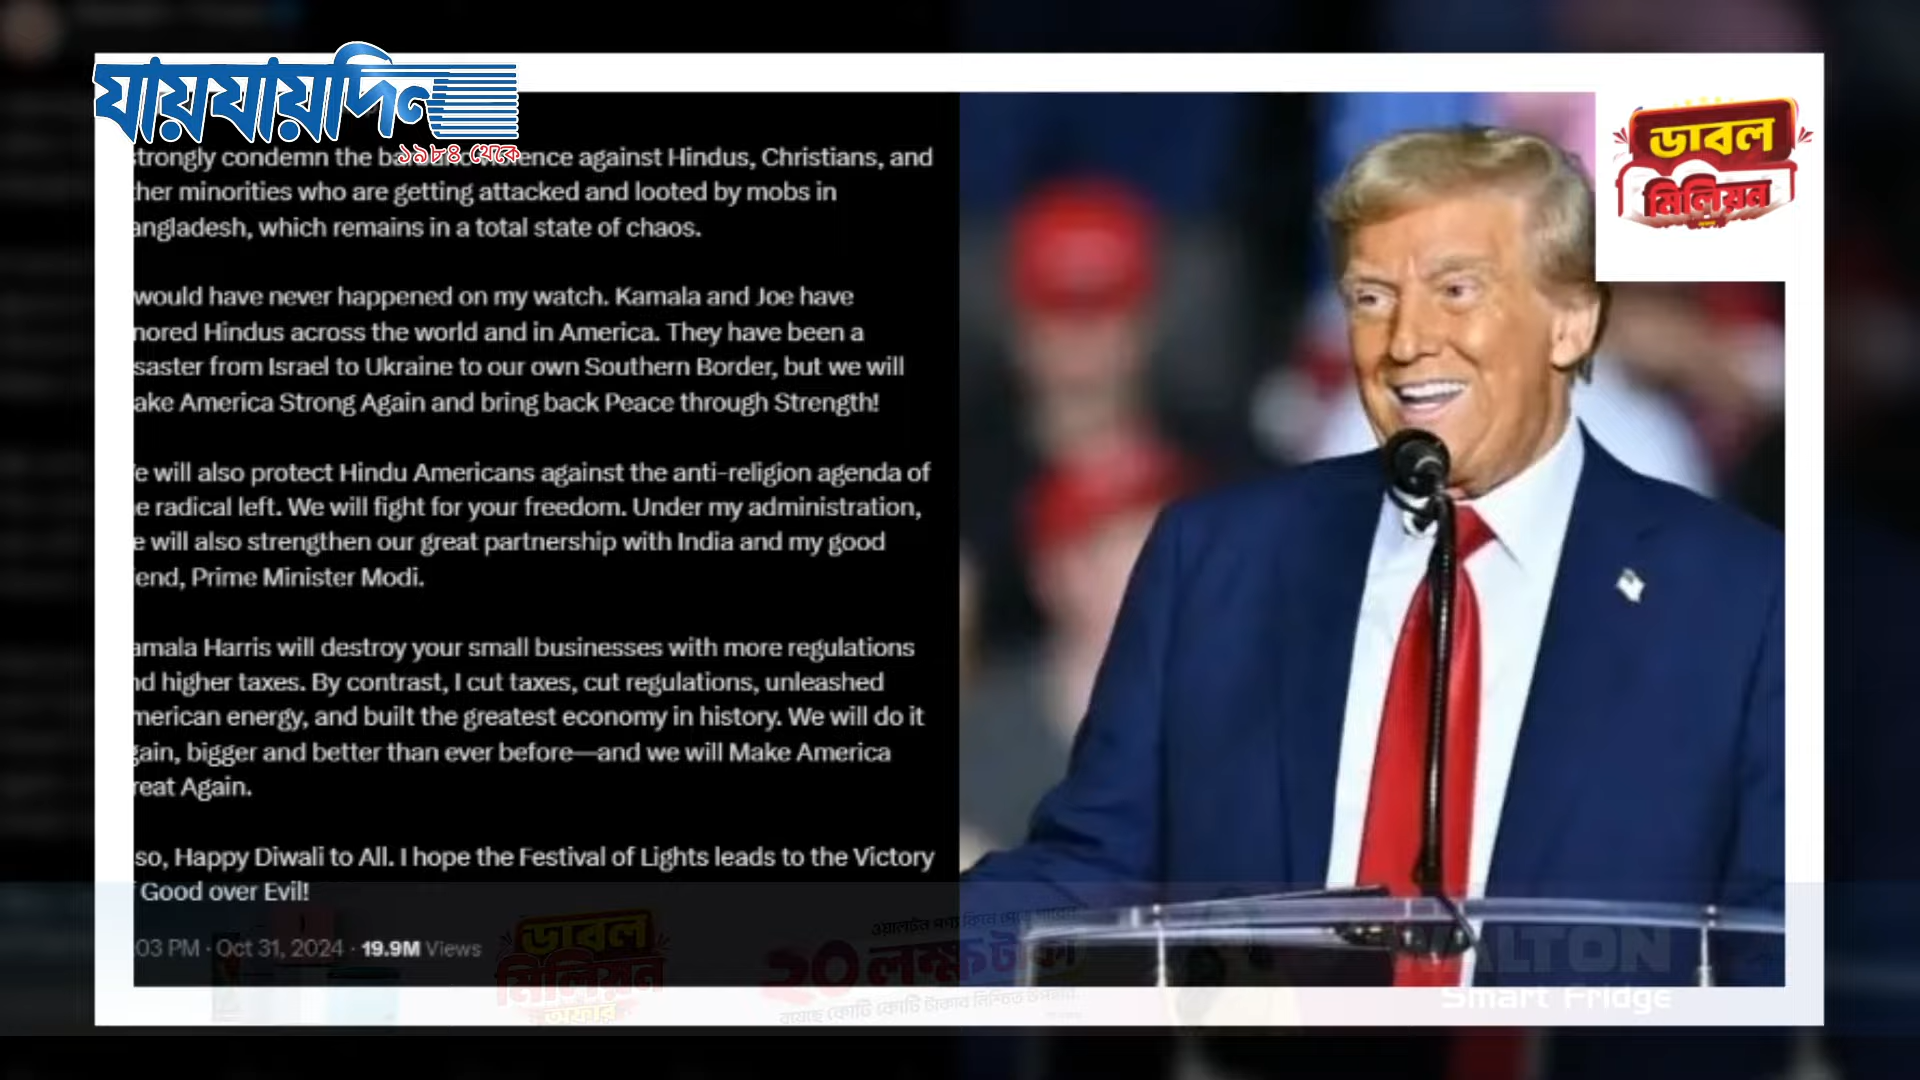 যায়যায়দিন
১৯৮৪ থেকে
ডাবল
মিলিয়ন
trongly condemn the ba ence against Hindus, Christians, and
ther minorities who are getting attacked and looted by mobs in
angladesh, which remains in a total state of chaos.
would have never happened on my watch. Kamala and Joe have
nored Hindus across the world and in America. They have been a
saster from Israel to Ukraine to our own Southern Border, but we will
ake America Strong Again and bring back Peace through Strength!
e will also protect Hindu Americans against the anti-religion agenda of
e radical left. We will fight for your freedom. Under my administration,
e will also strengthen our great partnership with India and my good
end, Prime Minister Modi.
amala Harris will destroy your small businesses with more regulations
nd higher taxes. By contrast, I cut taxes, cut regulations, unleashed
merican energy, and built the greatest economy in history. We will do it
gain, bigger and better than ever before—and we will Make America
reat Again.
so, Happy Diwali to All. I hope the Festival of Lights leads to the Victory
Good over Evil!
03 PM · Oct 31, 2024 · 19.9M Views
ডাবল
মিলিয়ন
অফার
২০ লক্ষ টাকা
WALTON
Smart Fridge